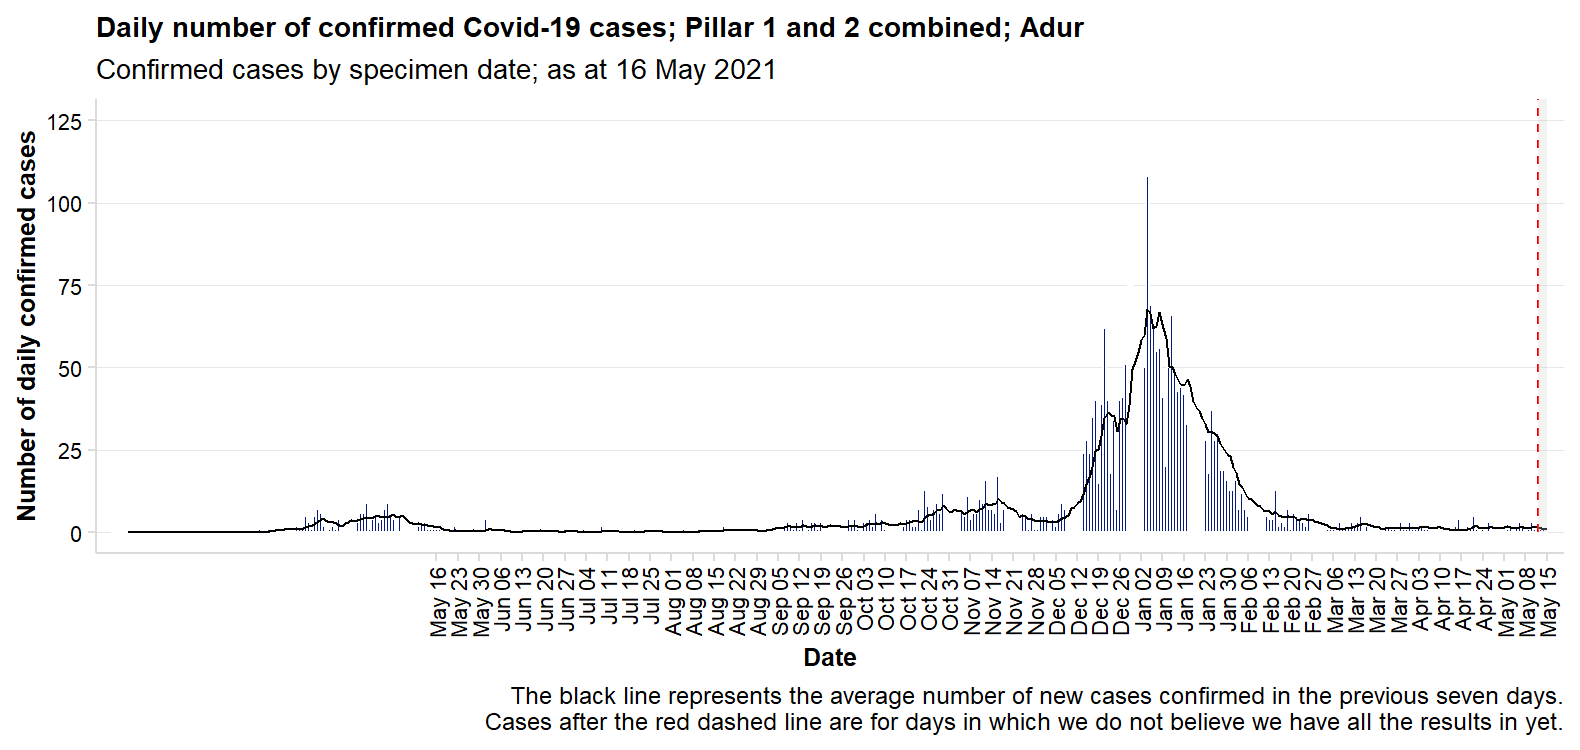 Daily number of confirmed Covid-19 cases; Pillar 1 and 2 combined; Adur
Confirmed cases by specimen date; as at 16 May 2021
Number of daily confirmed cases
125
100
75
50
25
0
May 16
May 23
May 30
Jun 06
Jun 13
Jun 20
Jun 27
Jul 04
Jul 11
Jul 18
Jul 25
Aug 01
Aug 08
Aug 15
Aug 22
Aug 29
Sep 05
Sep 12
Sep 19
Sep 26
Oct 03
Oct 10
Oct 17
Oct 24
Oct 31
Nov 07
Nov 14
Nov 21
Nov 28
Dec 05
Dec 12
Dec 19
Dec 26
Jan 02
Jan 09
Jan 16
Jan 23
Jan 30
Feb 06
Feb 13
Feb 20
Feb 27
Mar 06
Mar 13
Mar 20
Mar 27
Apr 03
Apr 10
Apr 17
Apr 24
May 01
May 08
May 15
Date
The black line represents the average number of new cases confirmed in the previous seven days.
Cases after the red dashed line are for days in which we do not believe we have all the results in yet.